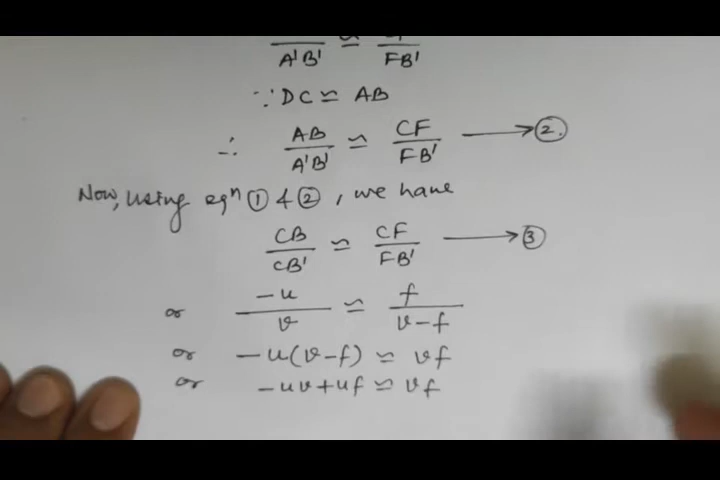 A'B' ≃ FB'
∵ DC ≃ AB
∴ AB/A'B' ≃ CF/FB' ⟶ ②.
Now, using eqⁿ ① & ②, we have
CB/CB' ≃ CF/FB' ⟶ ③
or -u/v ≃ f/v-f
or -u(v-f) ≃ vf
or -uv+uf ≃ vf